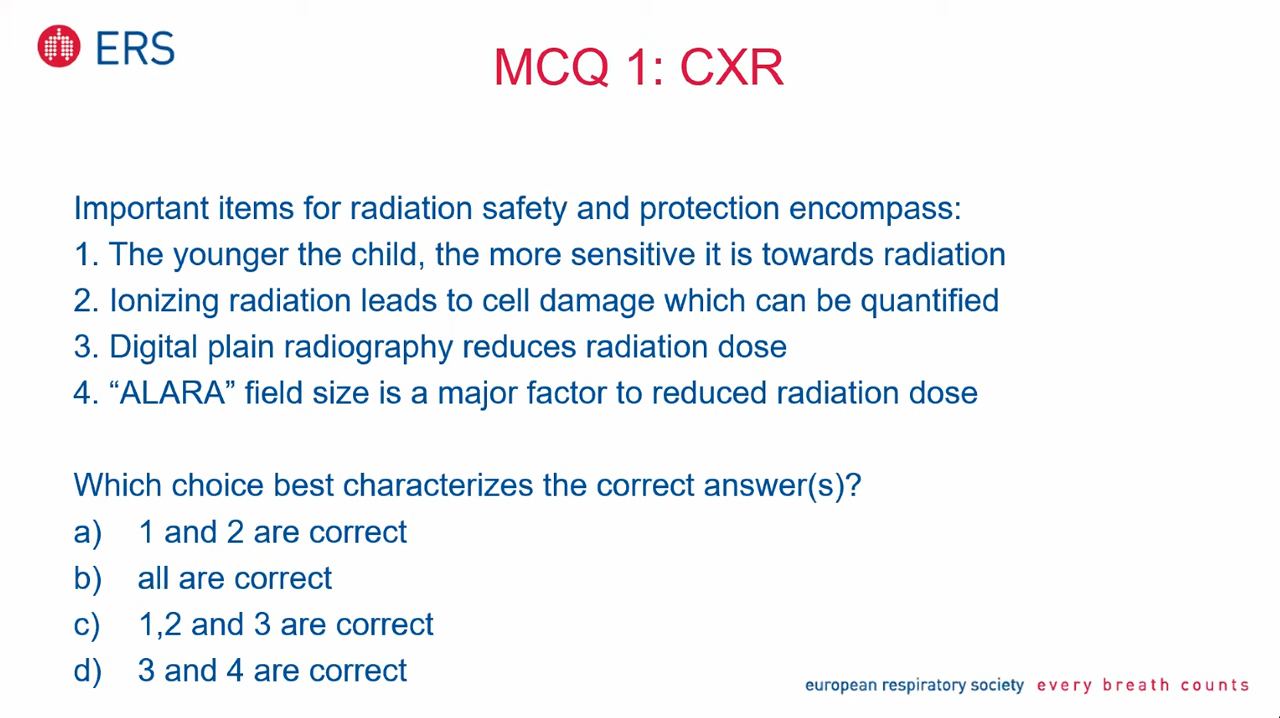 ERS
MCQ 1: CXR
Important items for radiation safety and protection encompass:
1. The younger the child, the more sensitive it is towards radiation
2. Ionizing radiation leads to cell damage which can be quantified
3. Digital plain radiography reduces radiation dose
4. “ALARA” field size is a major factor to reduced radiation dose
Which choice best characterizes the correct answer(s)?
a) 1 and 2 are correct
b) all are correct
c) 1,2 and 3 are correct
d) 3 and 4 are correct
european respiratory society every breath counts